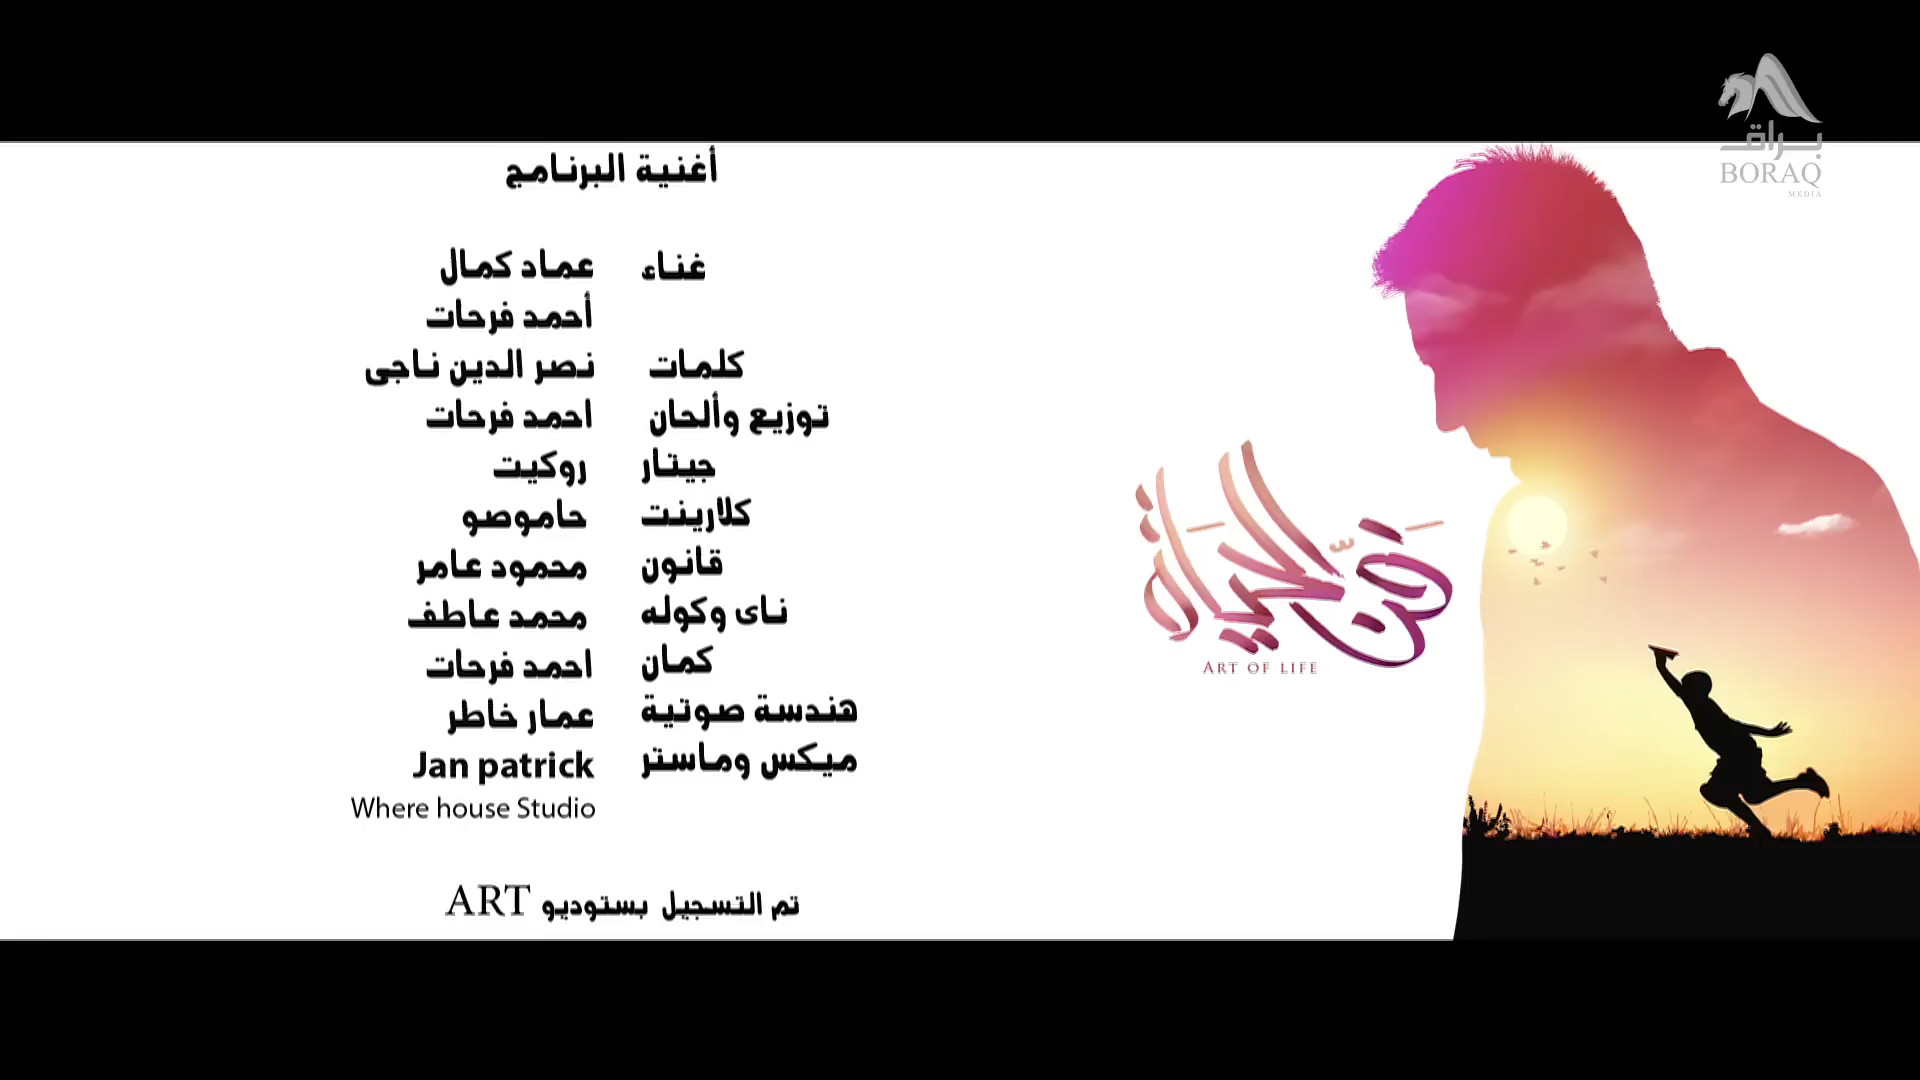 براق
BORAQ
MEDIA
أغنية البرنامج
غناء عماد كمال
أحمد فرحات
كلمات نصر الدين ناجى
توزيع وألحان احمد فرحات
جيتار روكيت
كلارينت حاموصو
قانون محمود عامر
ناى وكوله محمد عاطف
كمان احمد فرحات
هندسة صوتية عمار خاطر
ميكس وماستر Jan patrick
Where house Studio
تم التسجيل بستوديو ART
فَنّ الحَياة
ART OF LIFE